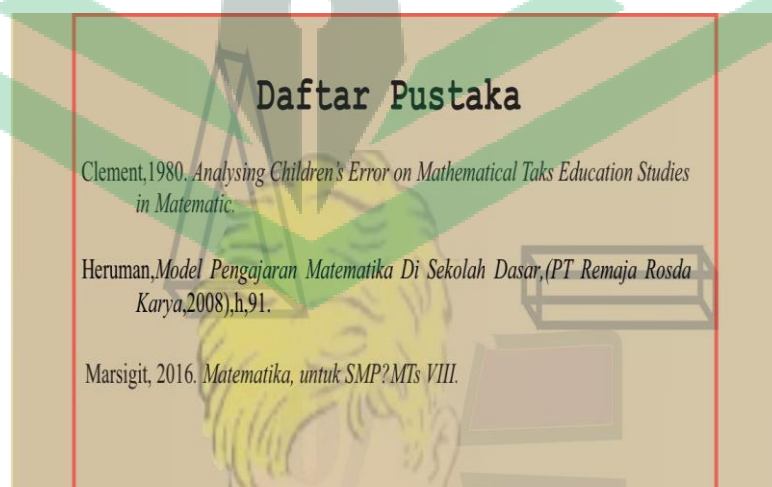 Daftar Pustaka
Clement,1980. Analysing Children's Error on Mathematical Taks Education Studies
in Matematic.
Heruman,Model Pengajaran Matematika Di Sekolah Dasar,(PT Remaja Rosda
Karya,2008),h,91.
Marsigit, 2016. Matematika, untuk SMP?MTs VIII.